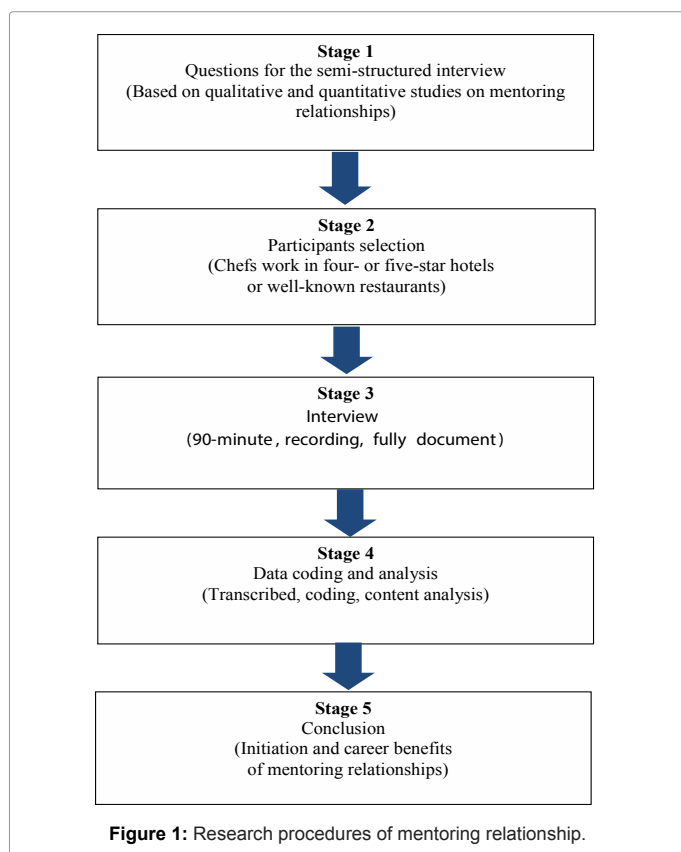 Stage 1
Questions for the semi-structured interview
(Based on qualitative and quantitative studies on mentoring
relationships)
Stage 2
Participants selection
(Chefs work in four- or five-star hotels
or well-known restaurants)
Stage 3
Interview
(90-minute, recording, fully document)
Stage 4
Data coding and analysis
(Transcribed, coding, content analysis)
Stage 5
Conclusion
(Initiation and career benefits
of mentoring relationships)
Figure 1: Research procedures of mentoring relationship.